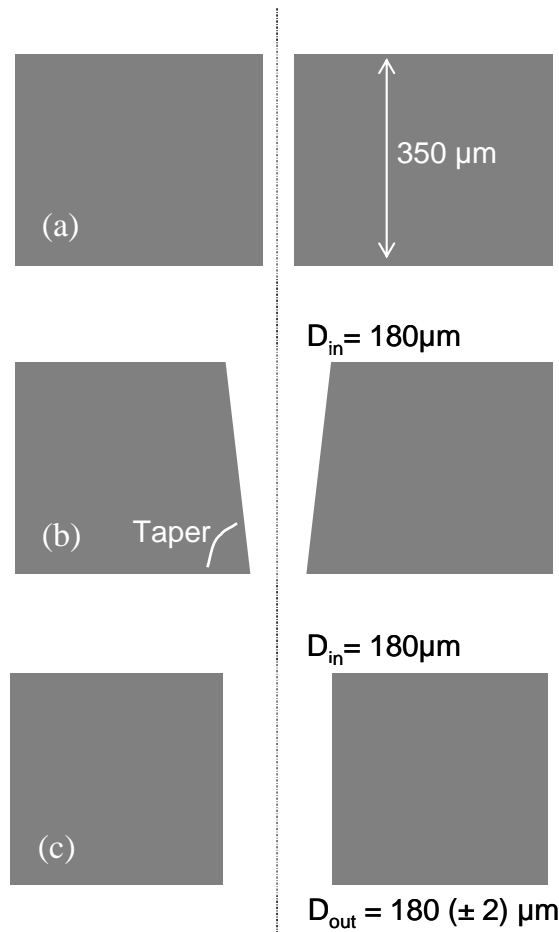 350 µm
(a)
D_in= 180µm
Taper
(b)
D_in= 180µm
(c)
D_out = 180 (± 2) µm